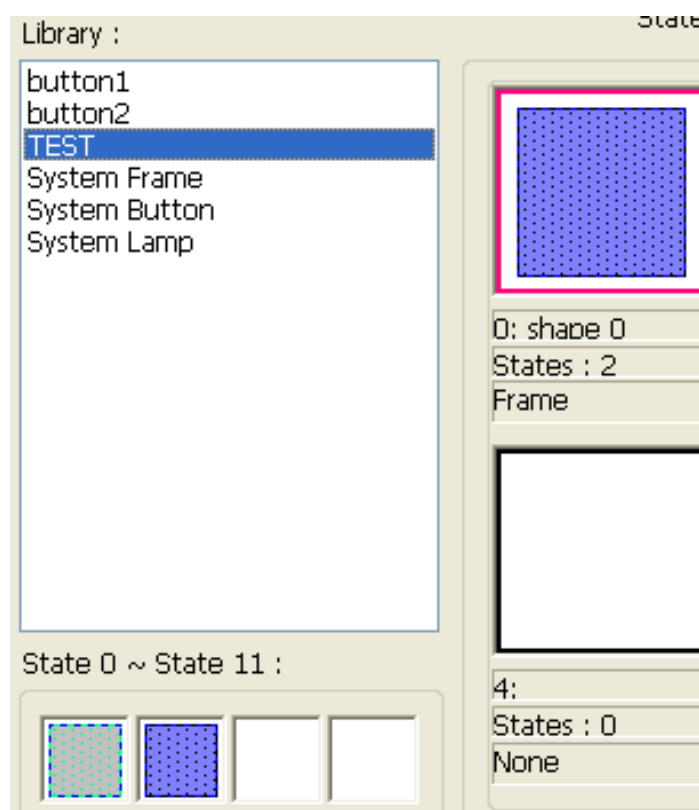 Library :
button1
button2
TEST
System Frame
System Button
System Lamp
State 0 ~ State 11 :
0: shape 0
States : 2
Frame
4:
States : 0
None